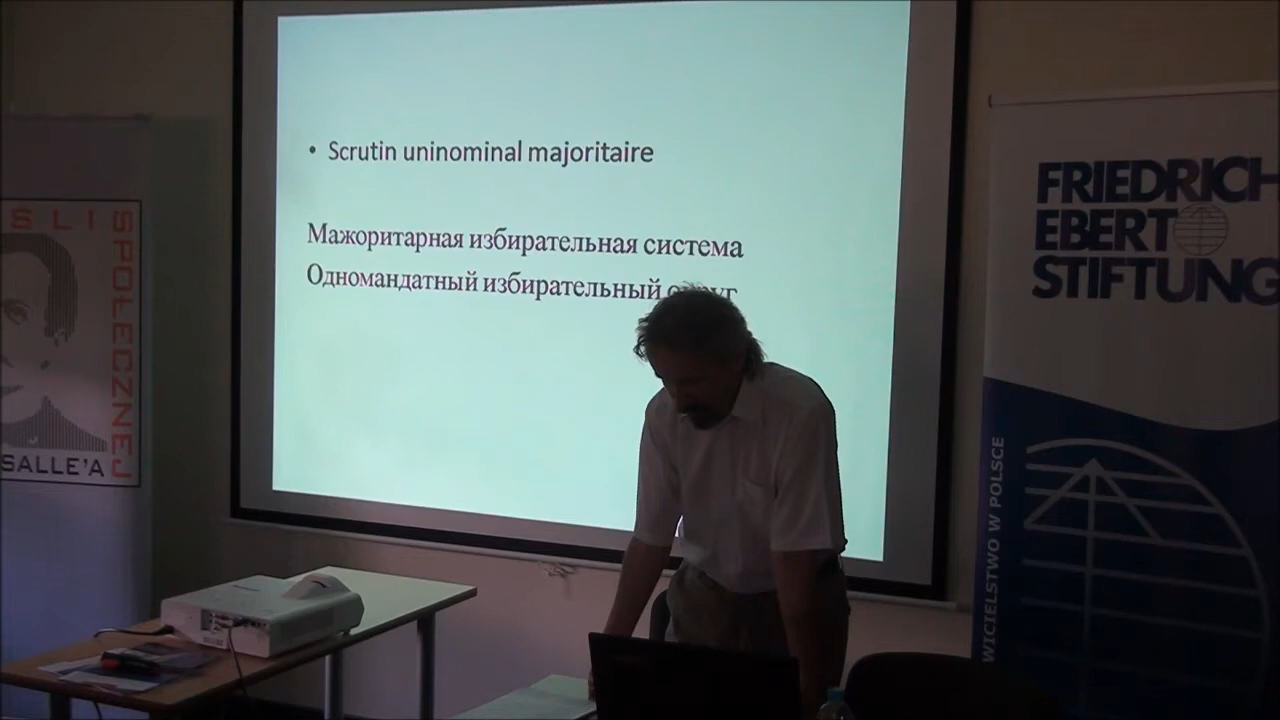 • Scrutin uninominal majoritaire
Мажоритарная избирательная система
Одномандатный избирательный
SLI
SPOŁECZNEJ
SALLE'A
FRIEDRICH
EBERT
STIFTUNG
WICIELSTWO W POLSCE